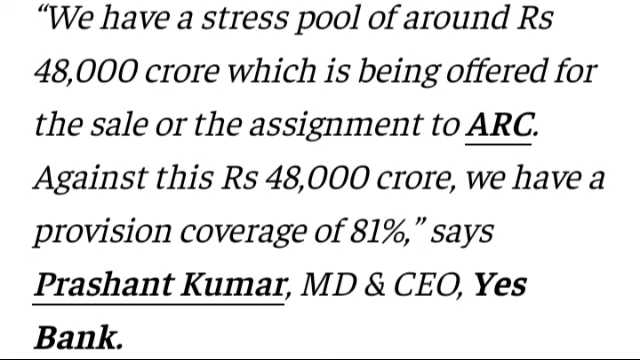 “We have a stress pool of around Rs
48,000 crore which is being offered for
the sale or the assignment to ARC.
Against this Rs 48,000 crore, we have a
provision coverage of 81%,” says
Prashant Kumar, MD & CEO, Yes
Bank.